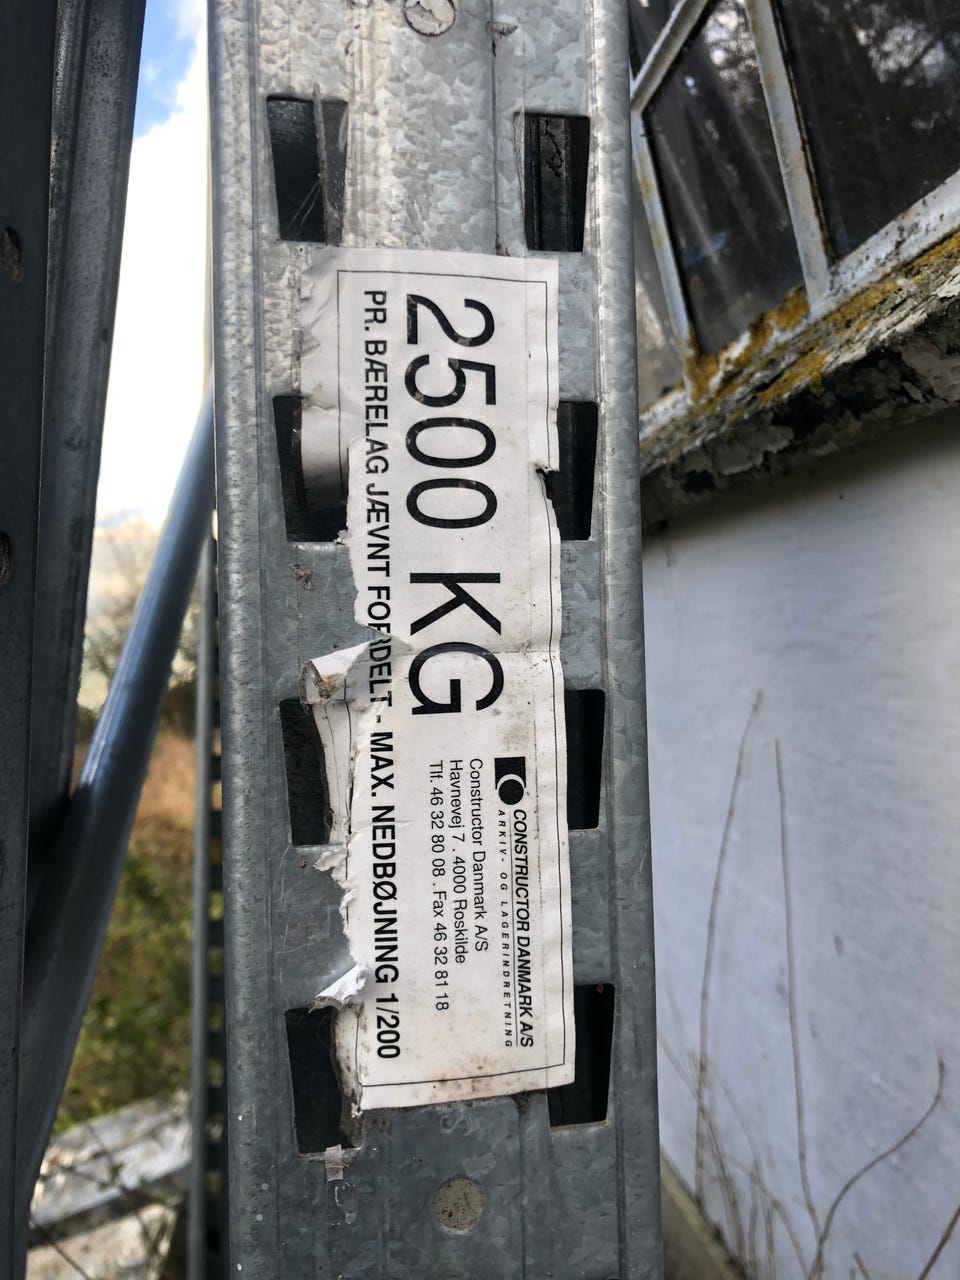 2500 KG
PR. BÆRELAG JÆVNT FORDELT - MAX. NEDBØJNING 1/200
CONSTRUCTOR DANMARK A/S
ARKIV- OG LAGERINDRETNING
Constructor Danmark A/S
Havnevej 7 . 4000 Roskilde
Tlf. 46 32 80 08 . Fax 46 32 81 18